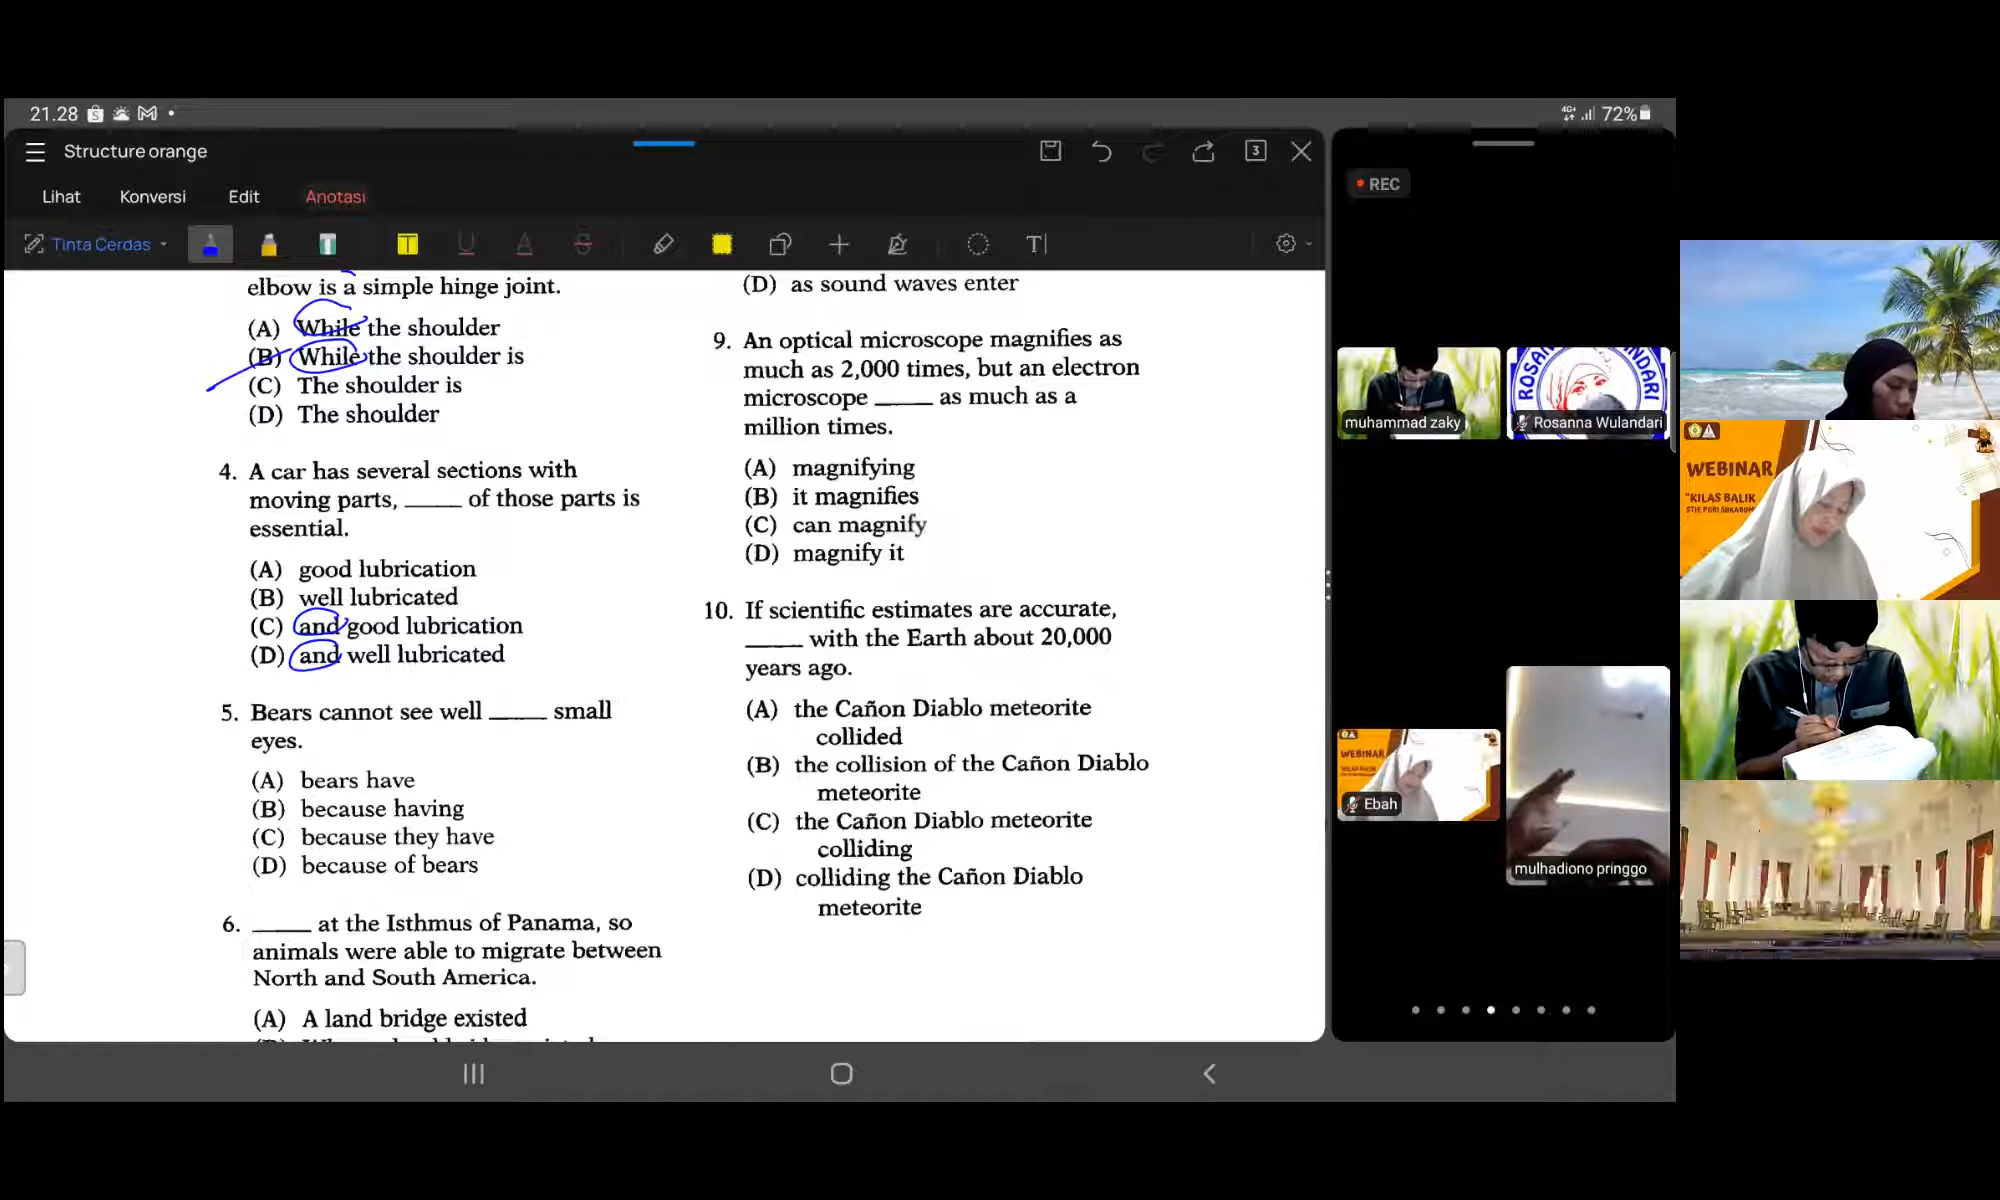 21.28
72%
Structure orange
3
Lihat Konversi Edit Anotasi
Tinta Cerdas
elbow is a simple hinge joint.
(A) While the shoulder
(B) While the shoulder is
(C) The shoulder is
(D) The shoulder
4. A car has several sections with
moving parts, _____ of those parts is
essential.
(A) good lubrication
(B) well lubricated
(C) and good lubrication
(D) and well lubricated
5. Bears cannot see well _____ small
eyes.
(A) bears have
(B) because having
(C) because they have
(D) because of bears
6. _____ at the Isthmus of Panama, so
animals were able to migrate between
North and South America.
(A) A land bridge existed
(D) as sound waves enter
9. An optical microscope magnifies as
much as 2,000 times, but an electron
microscope _____ as much as a
million times.
(A) magnifying
(B) it magnifies
(C) can magnify
(D) magnify it
10. If scientific estimates are accurate,
_____ with the Earth about 20,000
years ago.
(A) the Cañon Diablo meteorite
collided
(B) the collision of the Cañon Diablo
meteorite
(C) the Cañon Diablo meteorite
colliding
(D) colliding the Cañon Diablo
meteorite
REC
muhammad zaky
Rosanna Wulandari
WEBINAR
Ebah
mulhadiono pringgo
WEBINAR
"KILAS BALIK
STIE PGRI SUKABUM